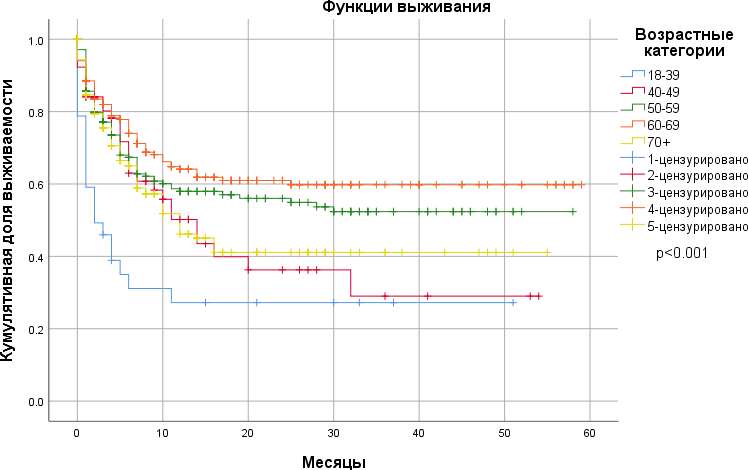 Функции выживания
Кумулятивная доля выживаемости
1.0
0.8
0.6
0.4
0.2
0.0
0
10
20
30
40
50
60
Месяцы
Возрастные
категории
18-39
40-49
50-59
60-69
70+
1-цензурировано
2-цензурировано
3-цензурировано
4-цензурировано
5-цензурировано
p<0.001